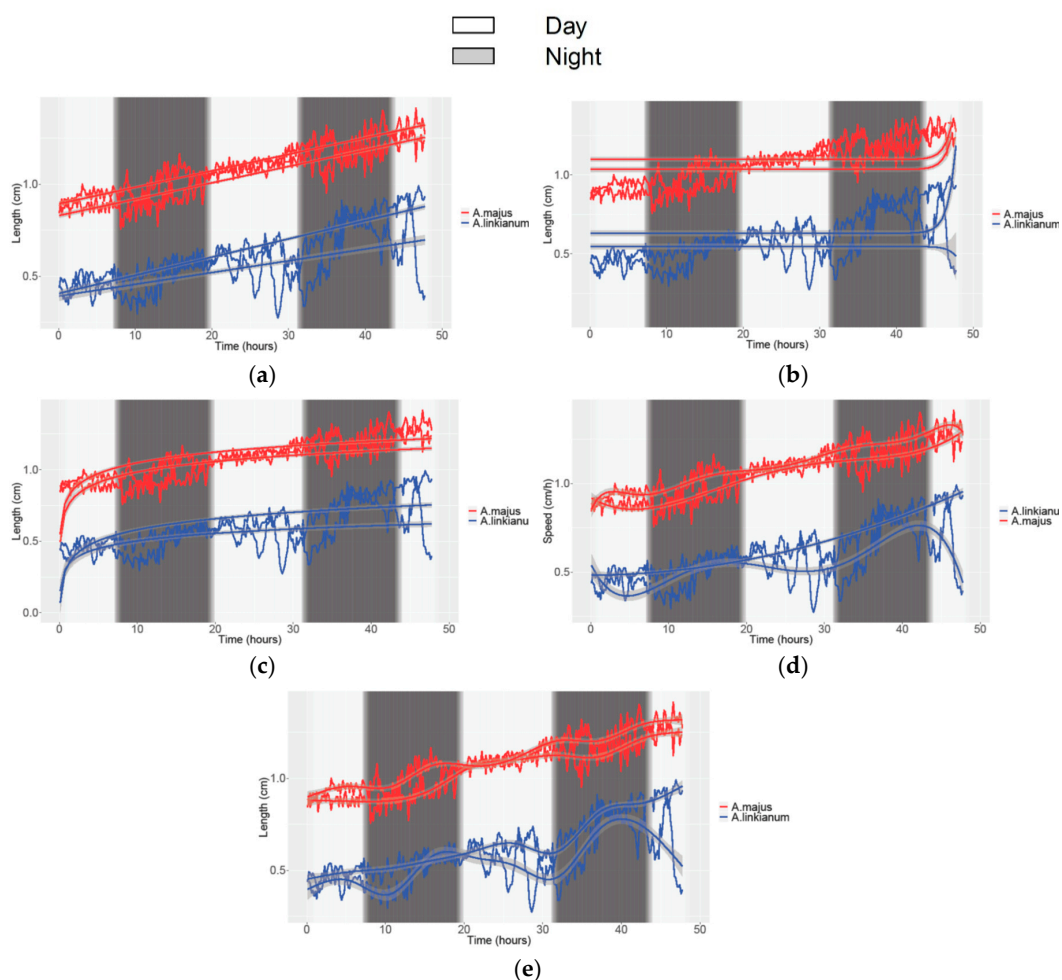 Day
Night
Length (cm)
1.0
0.5
0 10 20 30 40 50
Time (hours)
A.majus
A.linkianum
(a)
Length (cm)
1.0
0.5
0 10 20 30 40 50
Time (hours)
A.majus
A.linkianum
(b)
Length (cm)
1.0
0.5
0.0
0 10 20 30 40 50
Time (hours)
A.majus
A.linkianu
(c)
Speed (cm/h)
1.0
0.5
0 10 20 30 40 50
Time (hours)
A.linkianu
A.majus
(d)
Length (cm)
1.0
0.5
0 10 20 30 40 50
Time (hours)
A.majus
A.linkianum
(e)